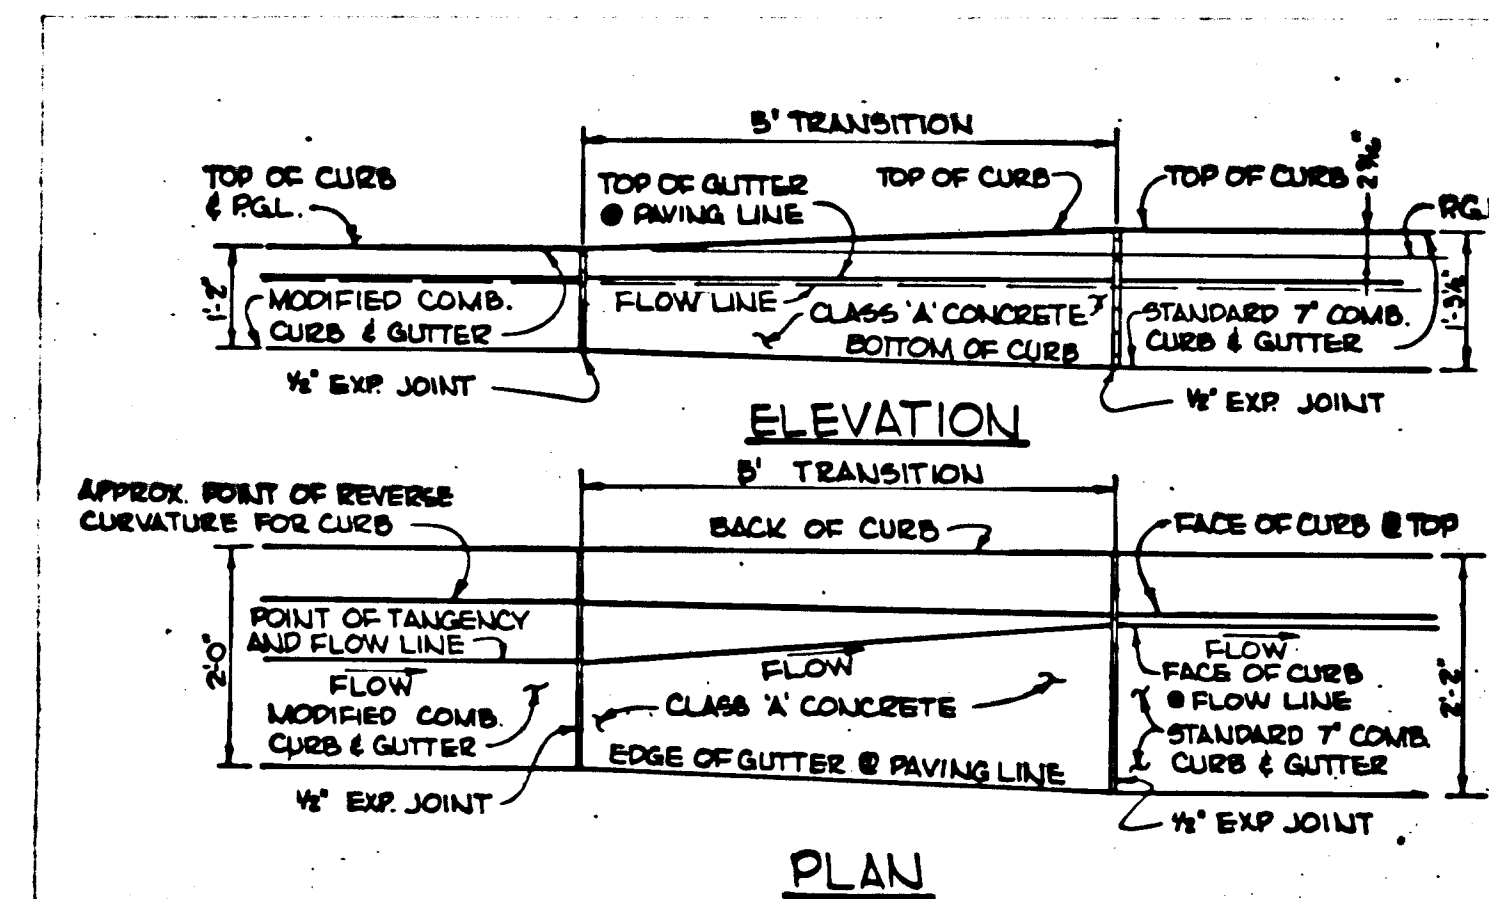 5' TRANSITION
TOP OF CURB
& P.G.L.
TOP OF GUTTER
@ PAVING LINE
TOP OF CURB
TOP OF CURB
1'-2"
MODIFIED COMB.
CURB & GUTTER
FLOW LINE
CLASS 'A' CONCRETE
BOTTOM OF CURB
STANDARD 7" COMB.
CURB & GUTTER
1/2" EXP. JOINT
1/2" EXP. JOINT
ELEVATION
5' TRANSITION
APPROX. POINT OF REVERSE
CURVATURE FOR CURB
BACK OF CURB
FACE OF CURB @ TOP
POINT OF TANGENCY
AND FLOW LINE
2'-0"
FLOW
FLOW
FLOW
FACE OF CURB
@ FLOW LINE
2'-2"
MODIFIED COMB.
CURB & GUTTER
CLASS 'A' CONCRETE
STANDARD 7" COMB.
CURB & GUTTER
EDGE OF GUTTER @ PAVING LINE
1/2" EXP. JOINT
1/2" EXP JOINT
PLAN